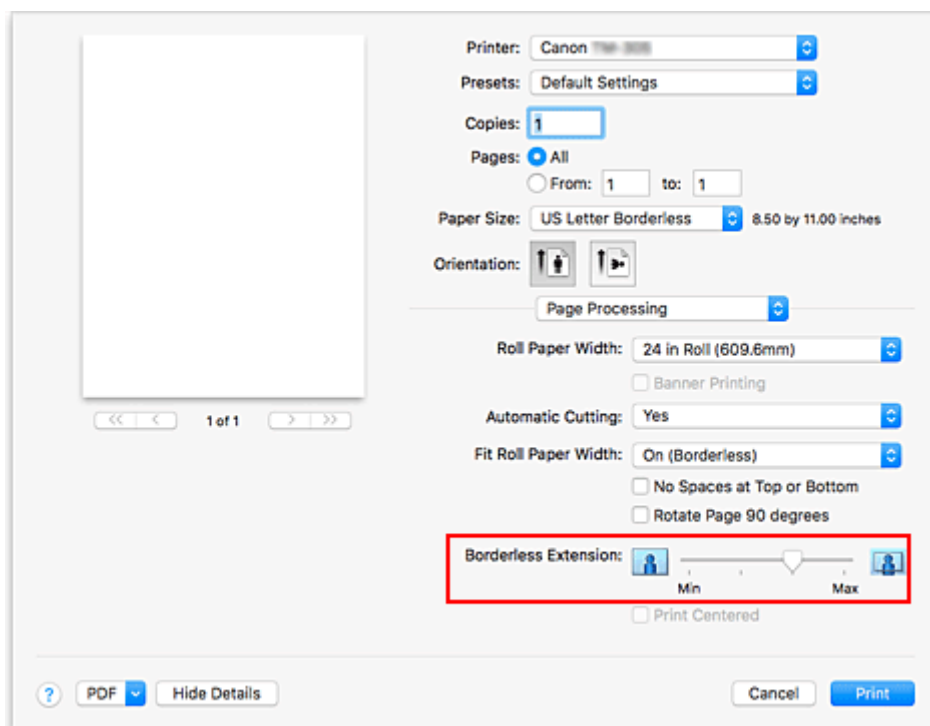 Printer: Canon
Presets: Default Settings
Copies: 1
Pages: All
From: 1 to: 1
Paper Size: US Letter Borderless 8.50 by 11.00 inches
Orientation:
Page Processing
Roll Paper Width: 24 in Roll (609.6mm)
Banner Printing
<< < 1 of 1 > >>
Automatic Cutting: Yes
Fit Roll Paper Width: On (Borderless)
No Spaces at Top or Bottom
Rotate Page 90 degrees
Borderless Extension:
Min Max
Print Centered
? PDF Hide Details Cancel Print